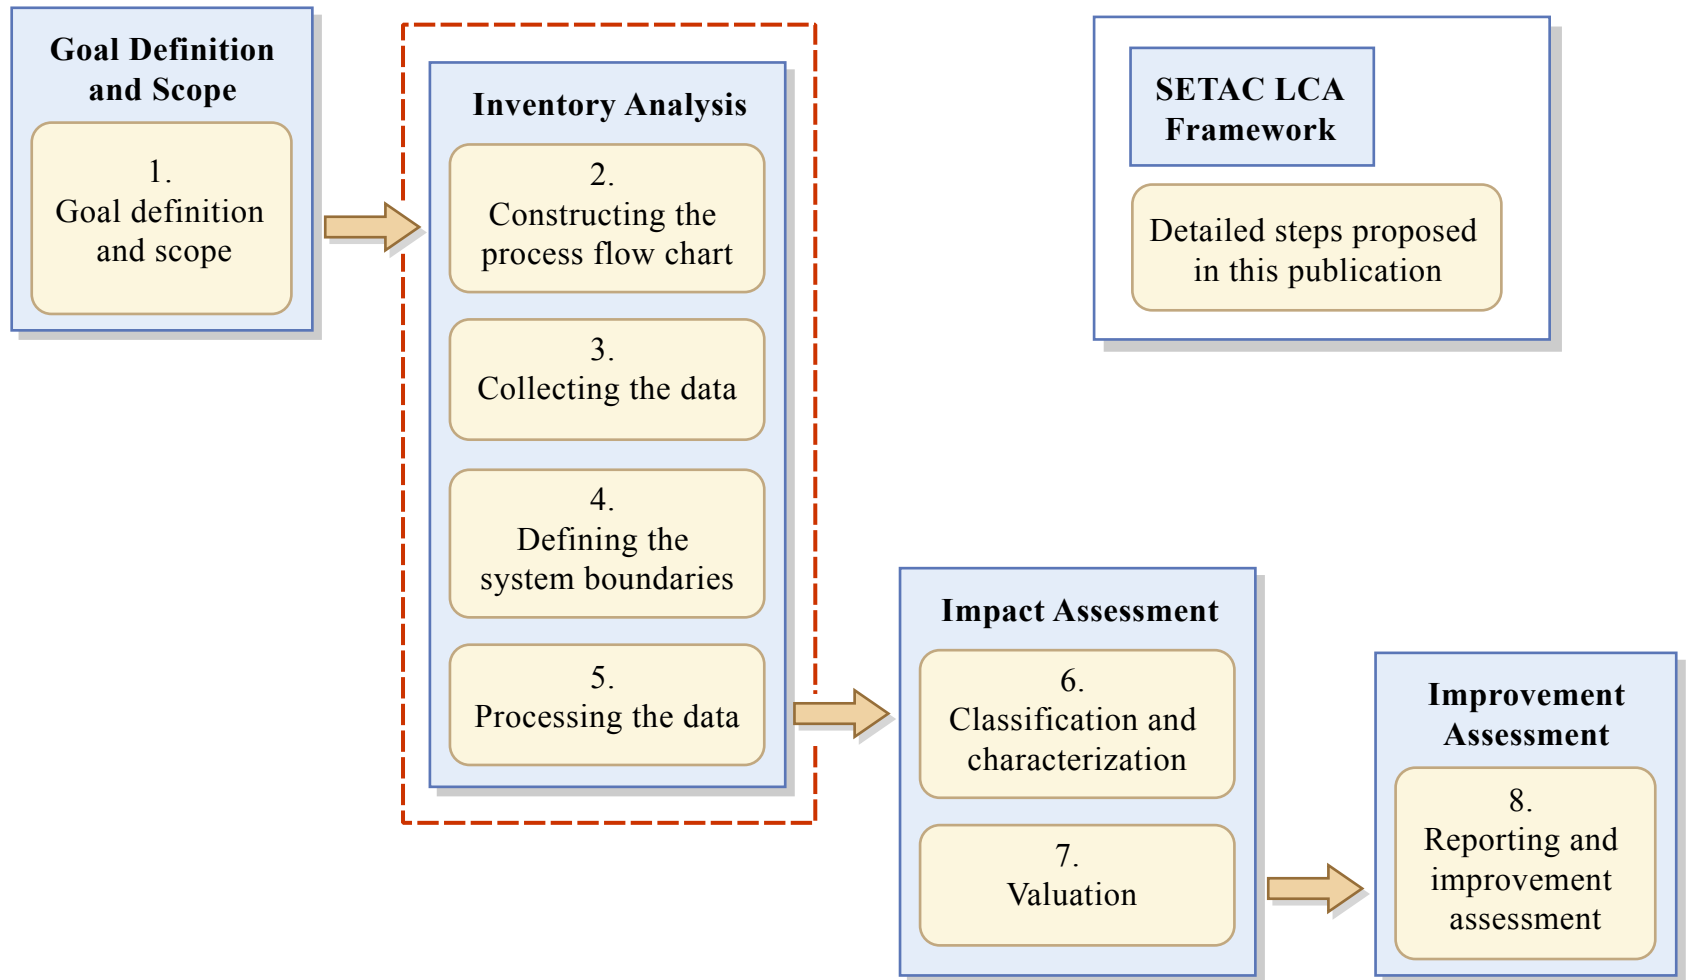 Goal Definition
and Scope
1.
Goal definition
and scope
Inventory Analysis
2.
Constructing the
process flow chart
3.
Collecting the data
4.
Defining the
system boundaries
5.
Processing the data
SETAC LCA
Framework
Detailed steps proposed
in this publication
Impact Assessment
6.
Classification and
characterization
7.
Valuation
Improvement
Assessment
8.
Reporting and
improvement
assessment